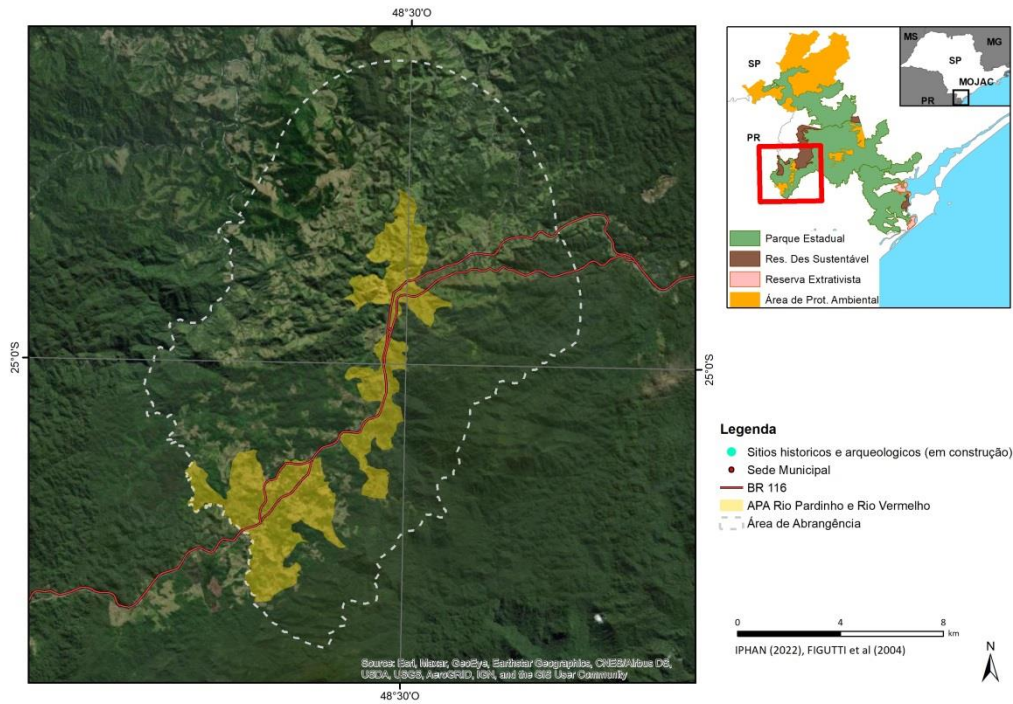 48°30'O
25°0'S
25°0'S
48°30'O
Source: Esri, Maxar, GeoEye, Earthstar Geographics, CNES/Airbus DS,
USDA, USGS, AeroGRID, IGN, and the GIS User Community
MS
MG
SP
SP
MOJAC
PR
PR
Parque Estadual
Res. Des Sustentável
Reserva Extrativista
Área de Prot. Ambiental
Legenda
Sitios historicos e arqueologicos (em construção)
Sede Municipal
BR 116
APA Rio Pardinho e Rio Vermelho
Área de Abrangência
0 4 8
km
IPHAN (2022), FIGUTTI et al (2004)
N